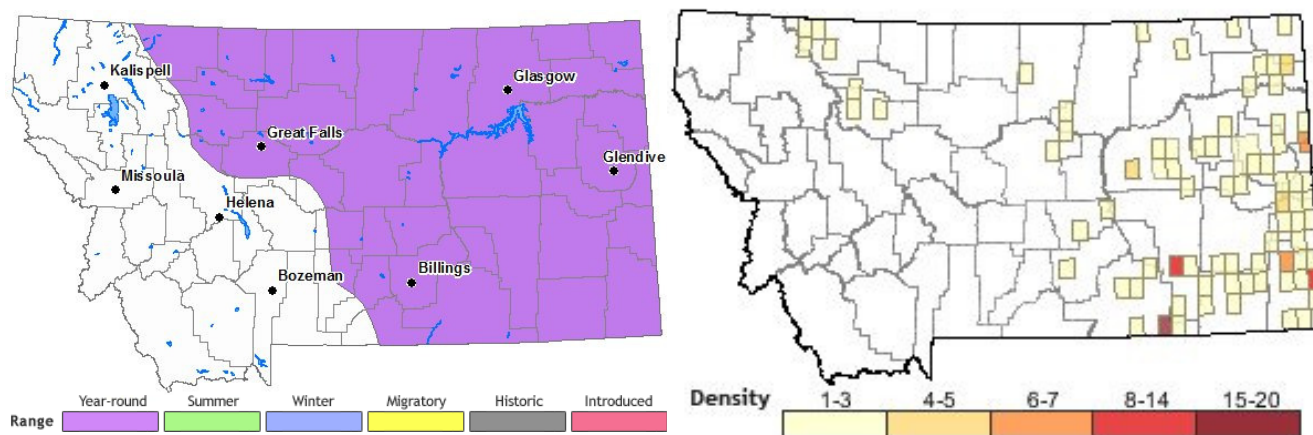 Kalispell
Glasgow
Great Falls
Glendive
Missoula
Helena
Billings
Bozeman
Range Year-round Summer Winter Migratory Historic Introduced
Density 1-3 4-5 6-7 8-14 15-20